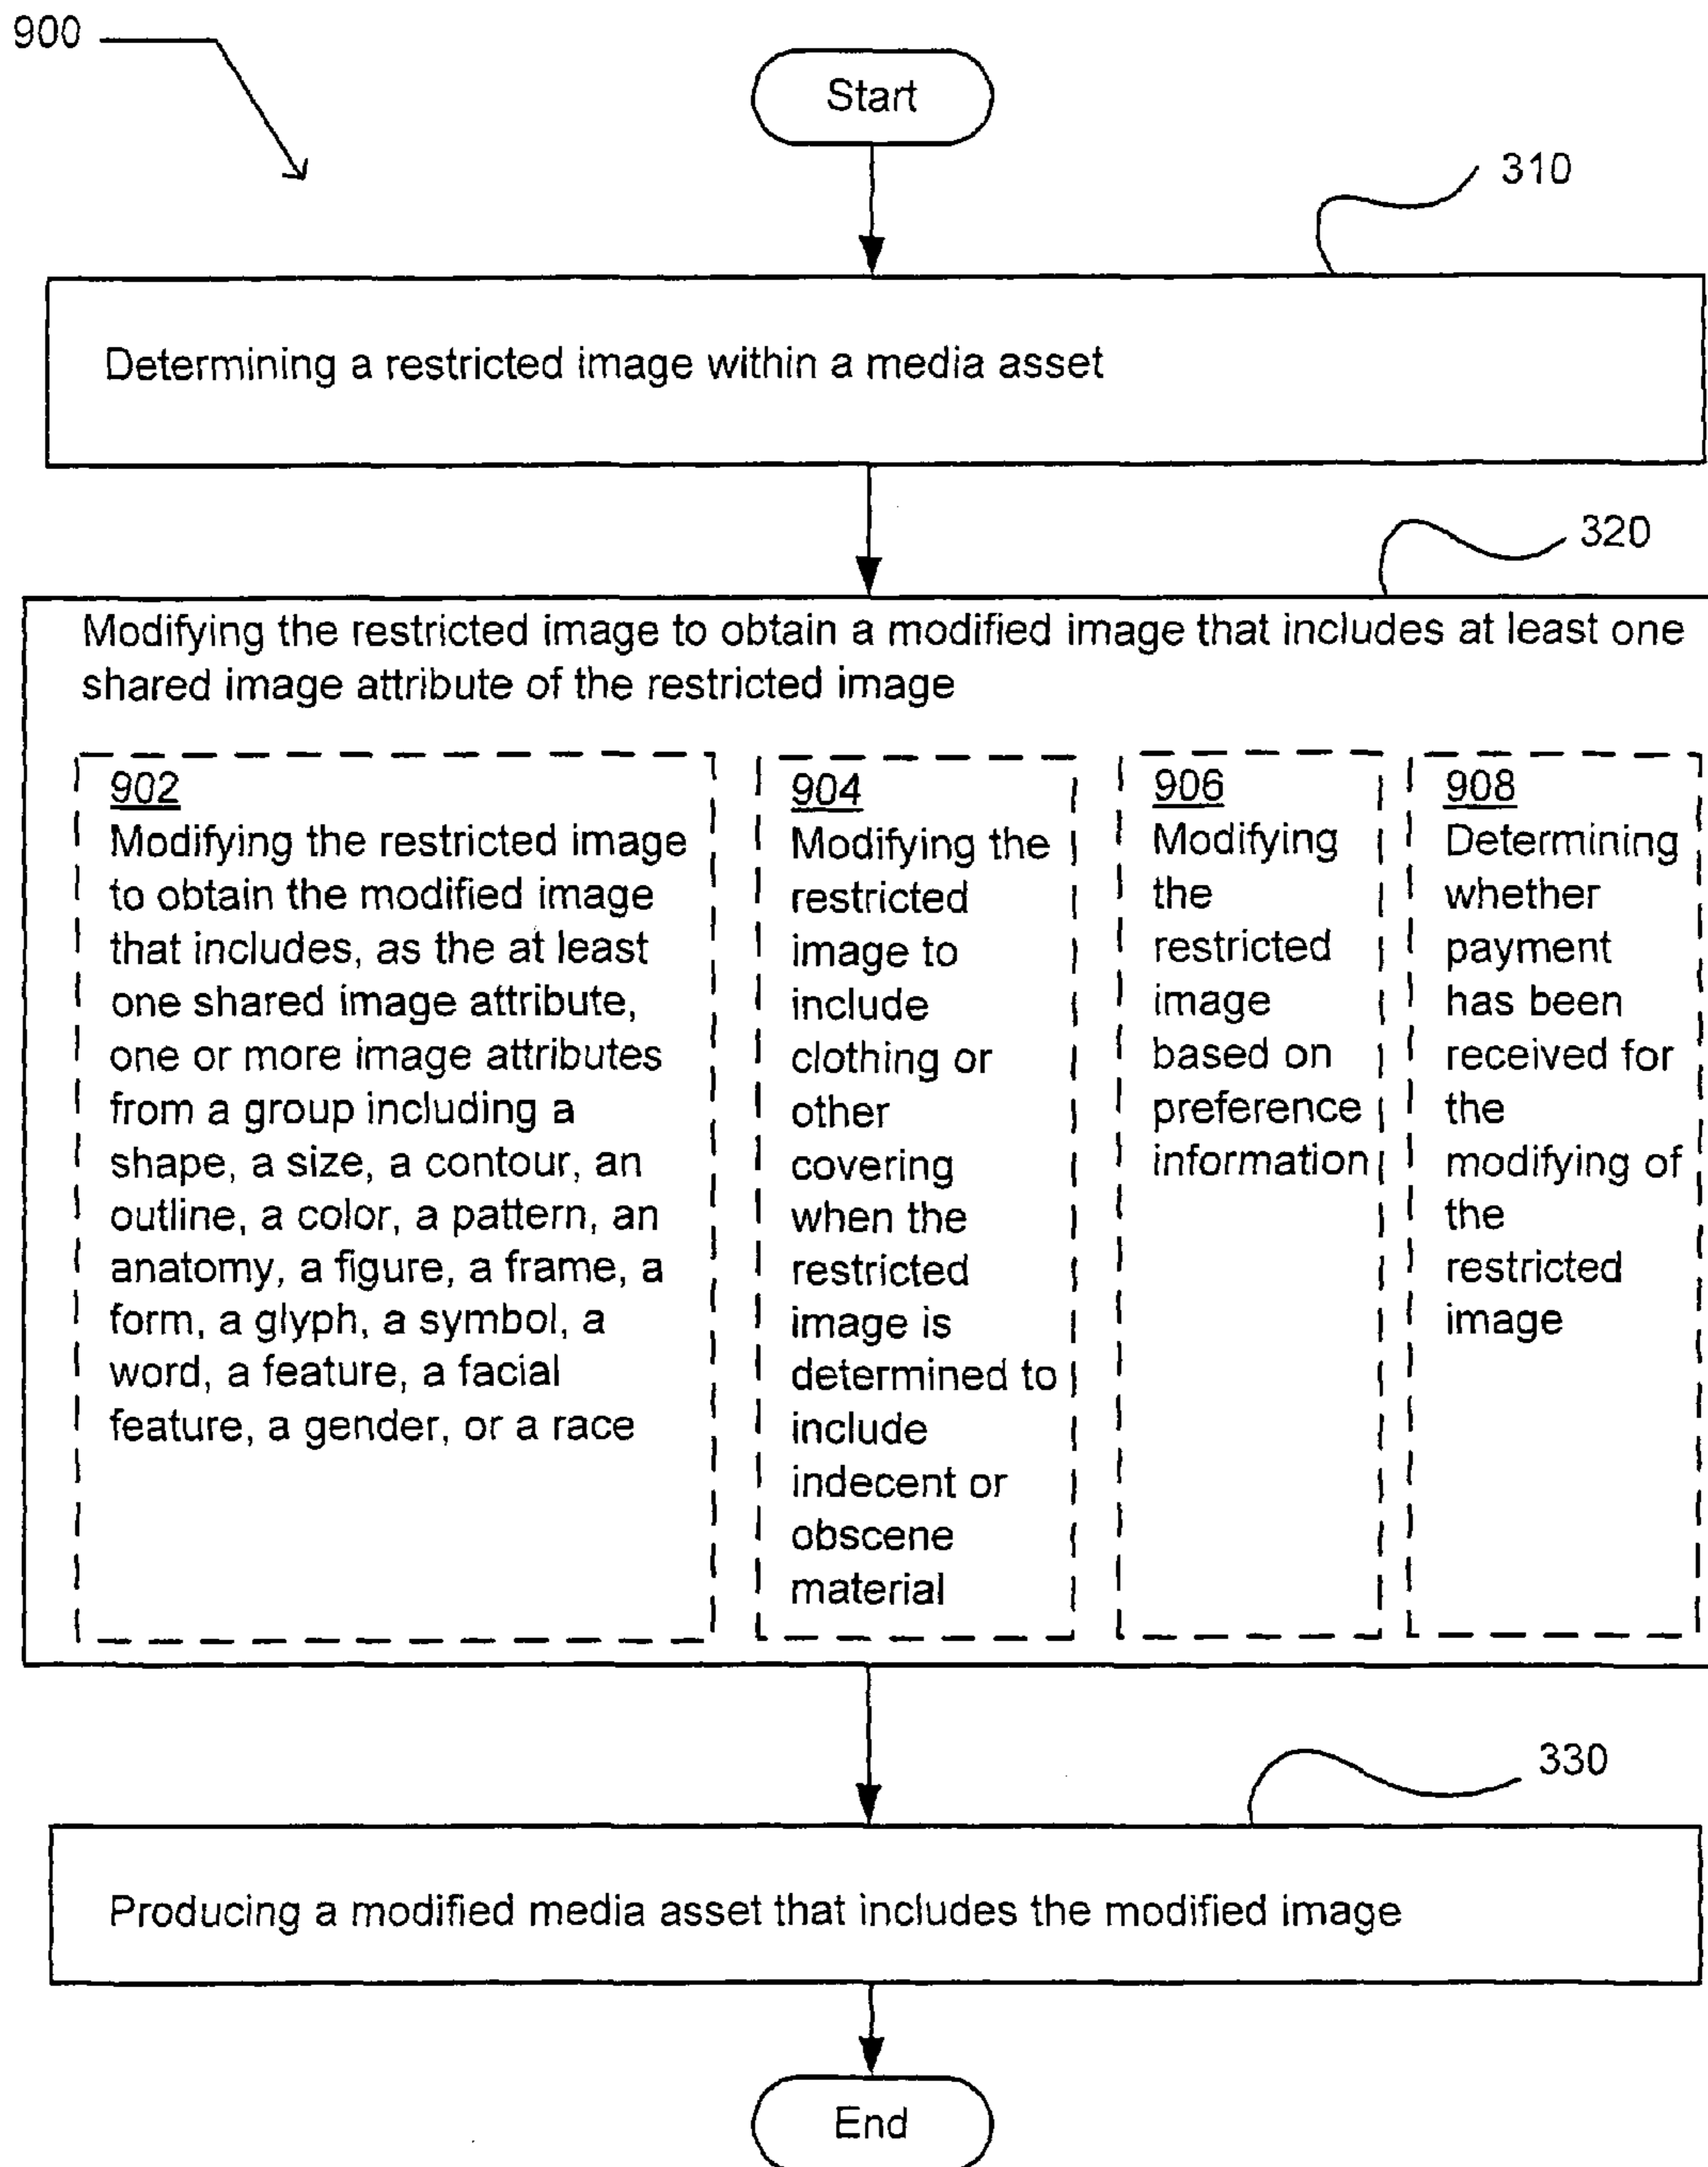 900
Start
310
Determining a restricted image within a media asset
320
Modifying the restricted image to obtain a modified image that includes at least one
shared image attribute of the restricted image
902
Modifying the restricted image
to obtain the modified image
that includes, as the at least
one shared image attribute,
one or more image attributes
from a group including a
shape, a size, a contour, an
outline, a color, a pattern, an
anatomy, a figure, a frame, a
form, a glyph, a symbol, a
word, a feature, a facial
feature, a gender, or a race
904
Modifying the
restricted
image to
include
clothing or
other
covering
when the
restricted
image is
determined to
include
indecent or
obscene
material
906
Modifying
the
restricted
image
based on
preference
information
908
Determining
whether
payment
has been
received for
the
modifying of
the
restricted
image
330
Producing a modified media asset that includes the modified image
End